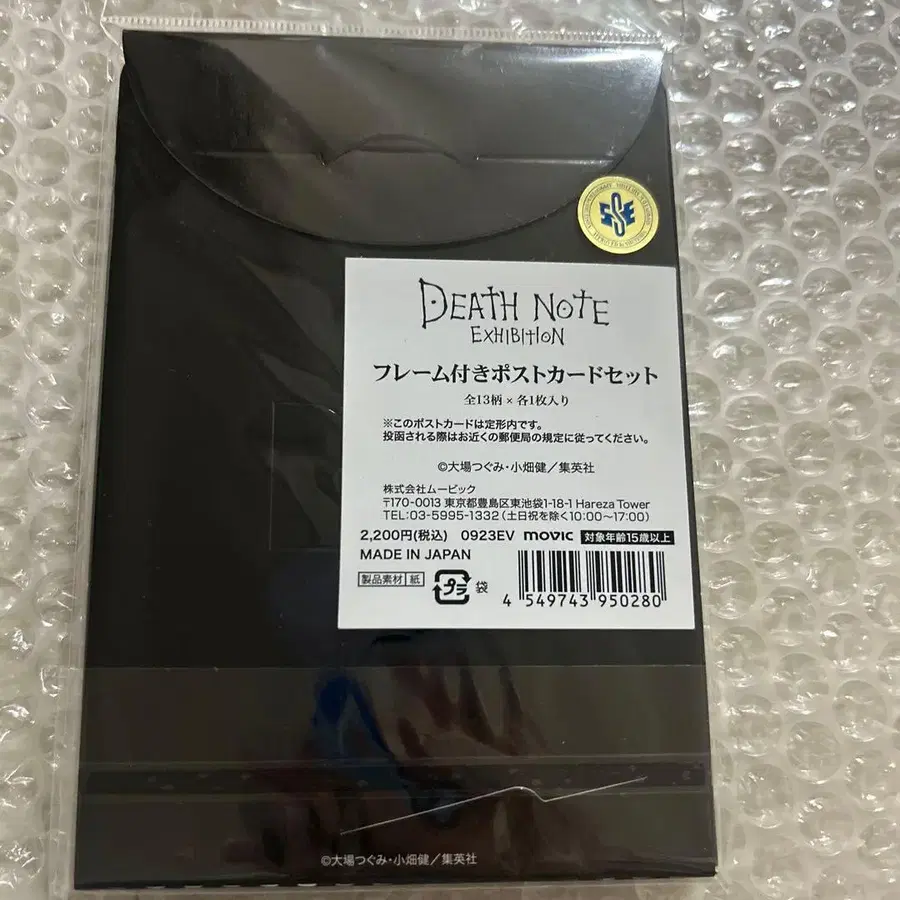 DEATH NOTE
EXHIBITION
フレーム付きポストカードセット
全13柄 × 各1枚入り
※このポストカードは定形内です。
投函される際はお近くの郵便局の規定に従ってください。
©大場つぐみ・小畑健／集英社
株式会社ムービック
〒170-0013 東京都豊島区東池袋1-18-1 Hareza Tower
TEL:03-5995-1332 (土日祝を除く10:00〜17:00)
2,200円(税込) 0923EV movic 対象年齢15歳以上
MADE IN JAPAN
製品素材 紙
プラ 袋
4 549743 950280
©大場つぐみ・小畑健／集英社